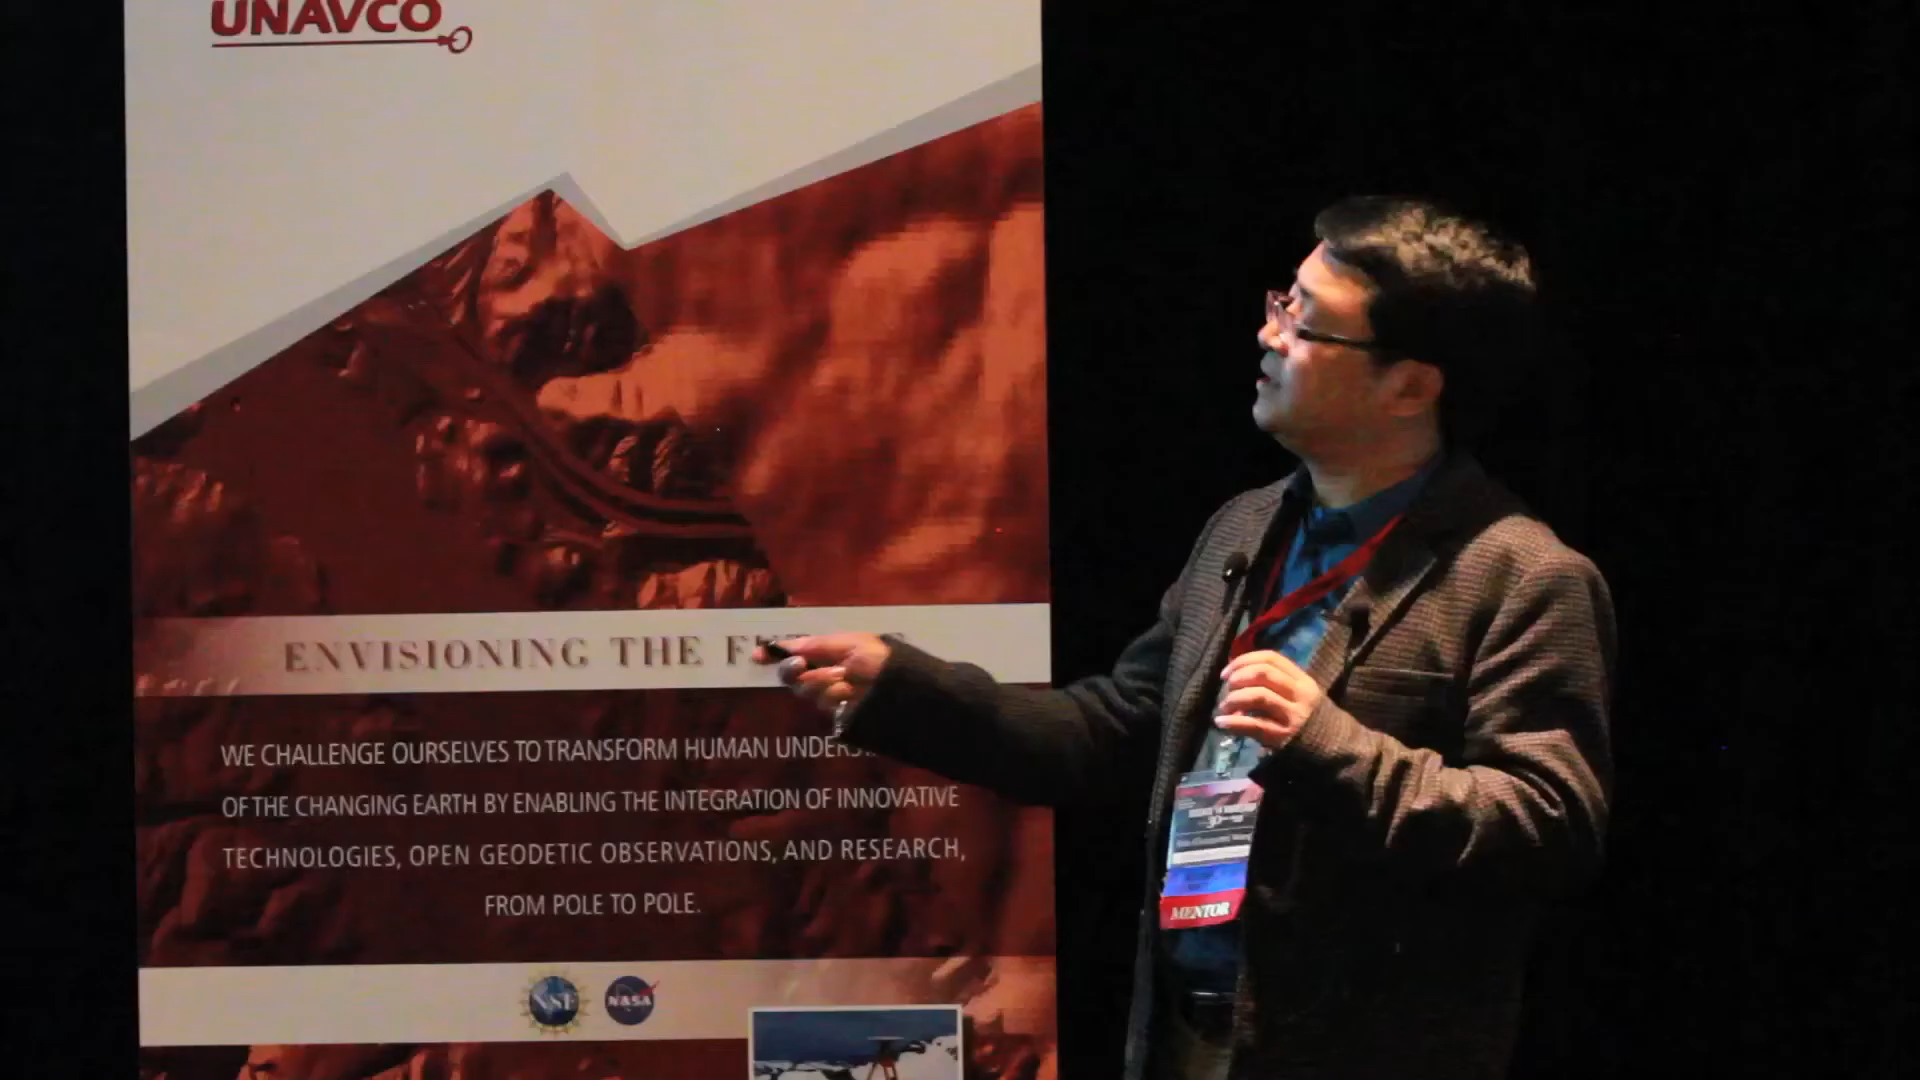 UNAVCO
ENVISIONING THE
WE CHALLENGE OURSELVES TO TRANSFORM HUMAN
OF THE CHANGING EARTH BY ENABLING THE INTEGRATION OF INNOVATIVE
TECHNOLOGIES, OPEN GEODETIC OBSERVATIONS, AND RESEARCH,
FROM POLE TO POLE.
NSF NASA
MENTOR